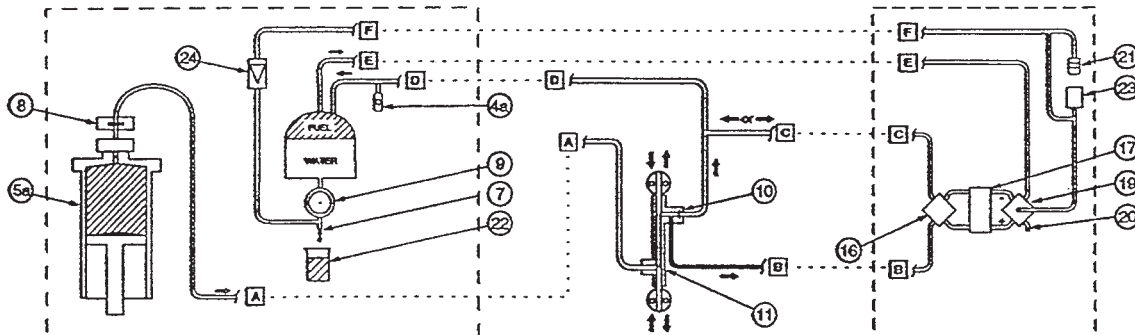 F
F
24
E
21
E
D
D
4a
23
8
FUEL
or
C
C
17
A
WATER
9
10
19
5a
7
20
22
16
- +
B
B
A
11